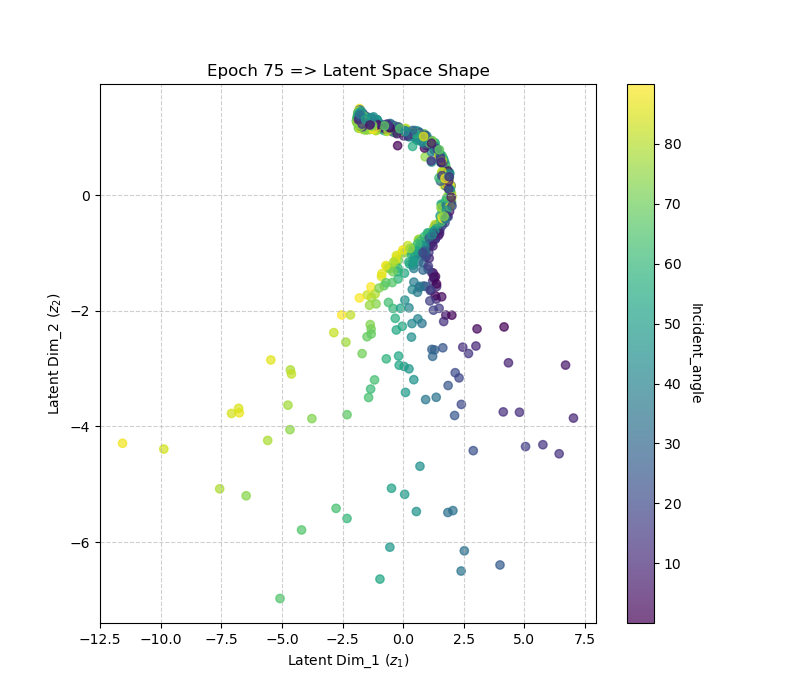 Epoch 75 => Latent Space Shape
0
−2
−4
−6
Latent Dim_2 (z₂)
−12.5 −10.0 −7.5 −5.0 −2.5 0.0 2.5 5.0 7.5
Latent Dim_1 (z₁)
80
70
60
50
40
30
20
10
Incident_angle